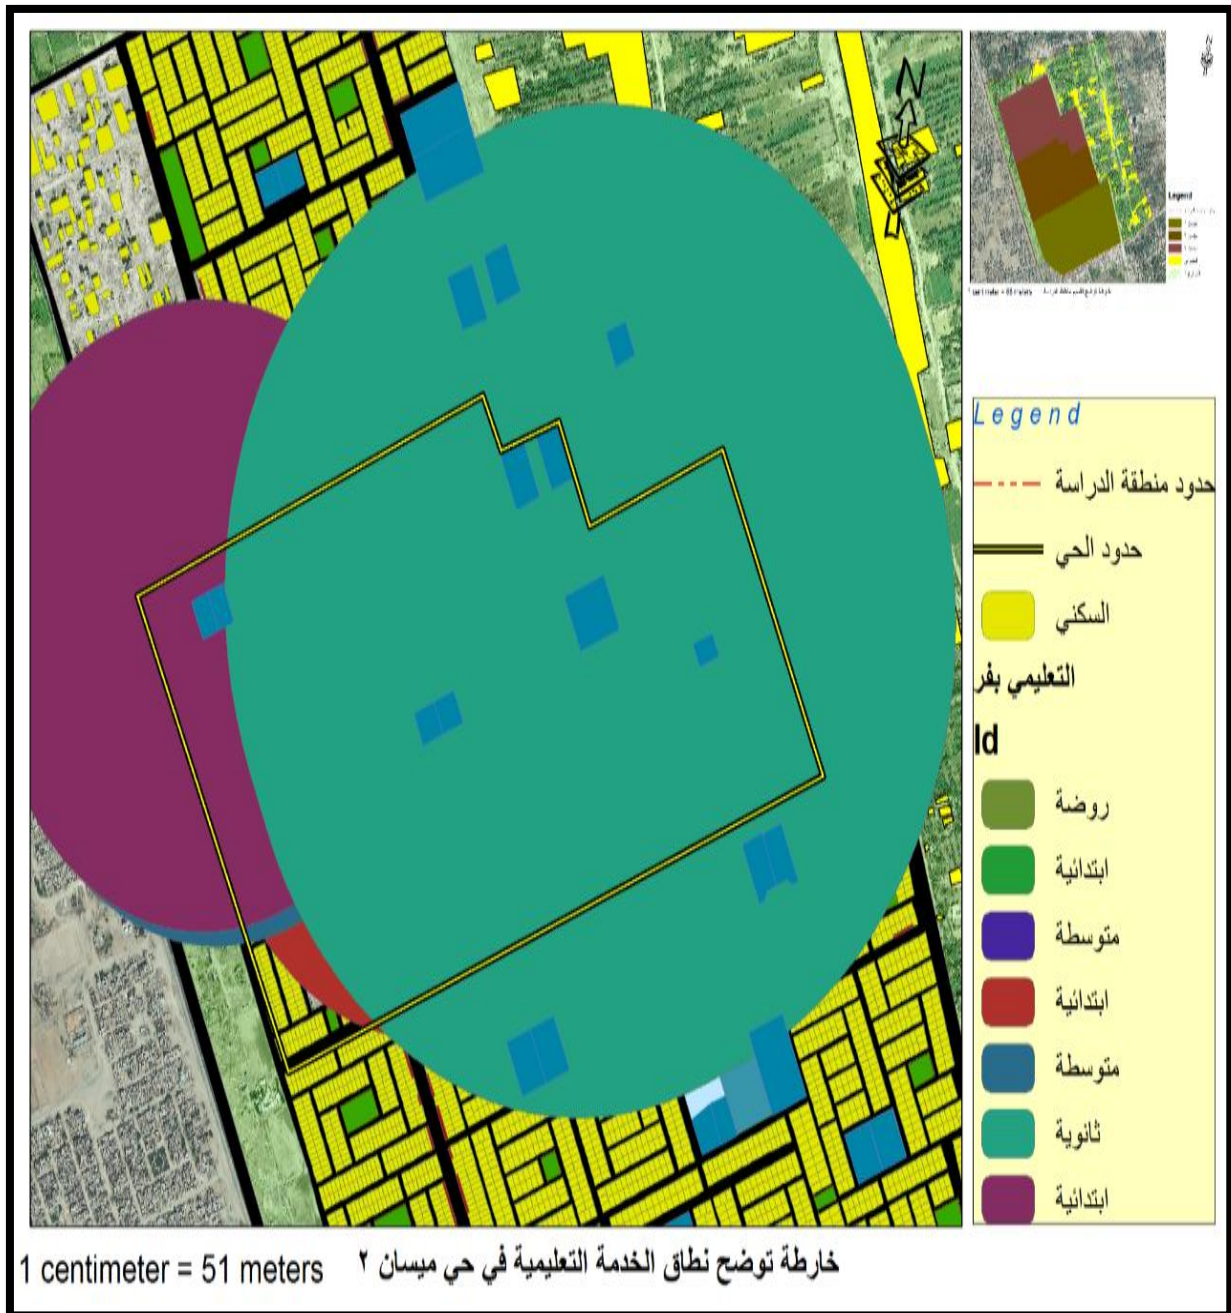 N
Legend
Legend
حدود منطقة الدراسة
حدود الحي
السكني
التعليمي بفر
Id
روضة
ابتدائية
متوسطة
ابتدائية
متوسطة
ثانوية
ابتدائية
خارطة توضح نطاق الخدمة التعليمية في حي ميسان ٢
1 centimeter = 51 meters